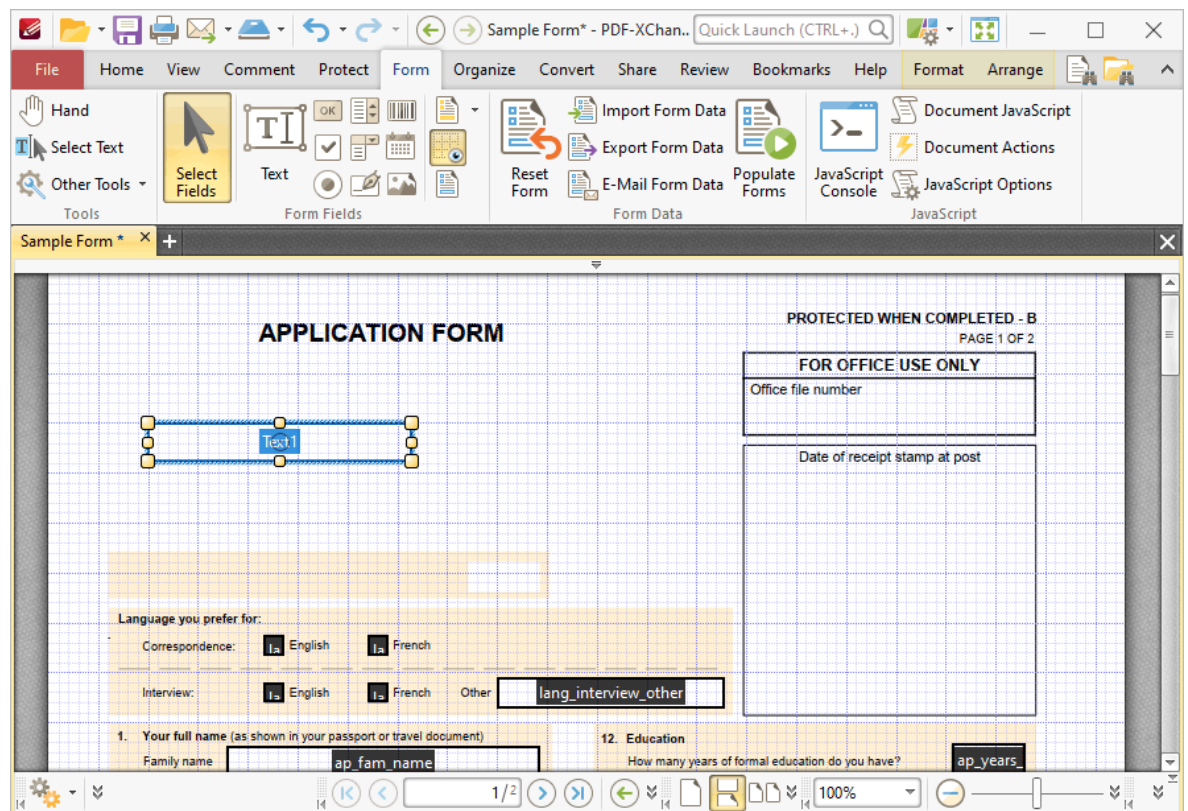 Sample Form* - PDF-XChan..
Quick Launch (CTRL+.)
File Home View Comment Protect Form Organize Convert Share Review Bookmarks Help Format Arrange
Hand
Select Text
Other Tools
Tools
Select Fields
Text
OK
Form Fields
Reset Form
Import Form Data
Export Form Data
E-Mail Form Data
Populate Forms
Form Data
JavaScript Console
Document JavaScript
Document Actions
JavaScript Options
JavaScript
Sample Form *
APPLICATION FORM
PROTECTED WHEN COMPLETED - B
PAGE 1 OF 2
FOR OFFICE USE ONLY
Office file number
Text1
Date of receipt stamp at post
Language you prefer for:
Correspondence: la English la French
Interview: la English la French Other lang_interview_other
1. Your full name (as shown in your passport or travel document)
Family name ap_fam_name
12. Education
How many years of formal education do you have? ap_years_
1/2
100%